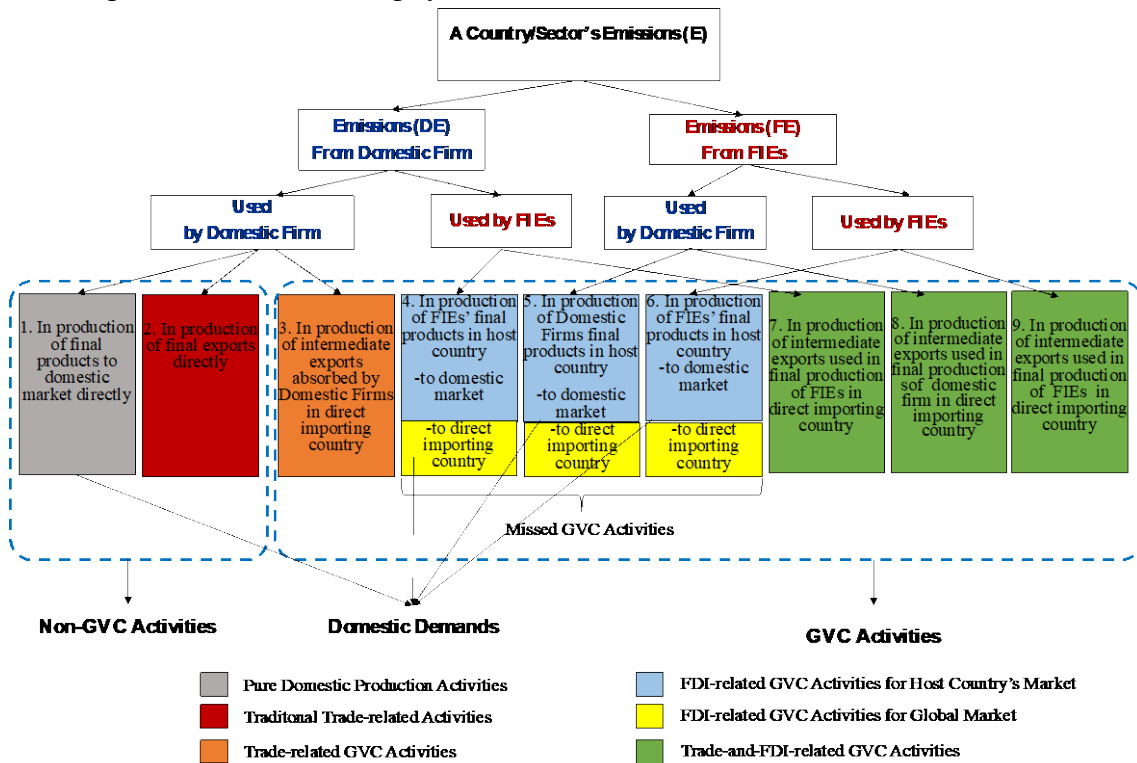 A Country/Sector's Emissions (E)
Emissions (DE)
From Domestic Firm
Emissions (FE)
From FIEs
Used
by Domestic Firm
Used by FIEs
Used
by Domestic Firm
Used by FIEs
1. In production
of final
products to
domestic
market directly
2. In production
of final exports
directly
3. In production
of intermediate
exports
absorbed by
Domestic Firms
in direct
importing
country
4. In production
of FIEs' final
products in host
country
-to domestic
market
-to direct
importing
country
5. In production
of Domestic
Firms final
products in host
country
-to domestic
market
-to direct
importing
country
6. In production
of FIEs' final
products in host
country
-to domestic
market
-to direct
importing
country
7. In production
of intermediate
exports used in
final production
of FIEs in
direct importing
country
8. In production
of intermediate
exports used in
final production
sof domestic
firm in direct
importing
country
9. In production
of intermediate
exports used in
final production
of FIEs in
direct importing
country
Missed GVC Activities
Non-GVC Activities
Domestic Demands
GVC Activities
Pure Domestic Production Activities
Traditonal Trade-related Activities
Trade-related GVC Activities
FDI-related GVC Activities for Host Country's Market
FDI-related GVC Activities for Global Market
Trade-and-FDI-related GVC Activities